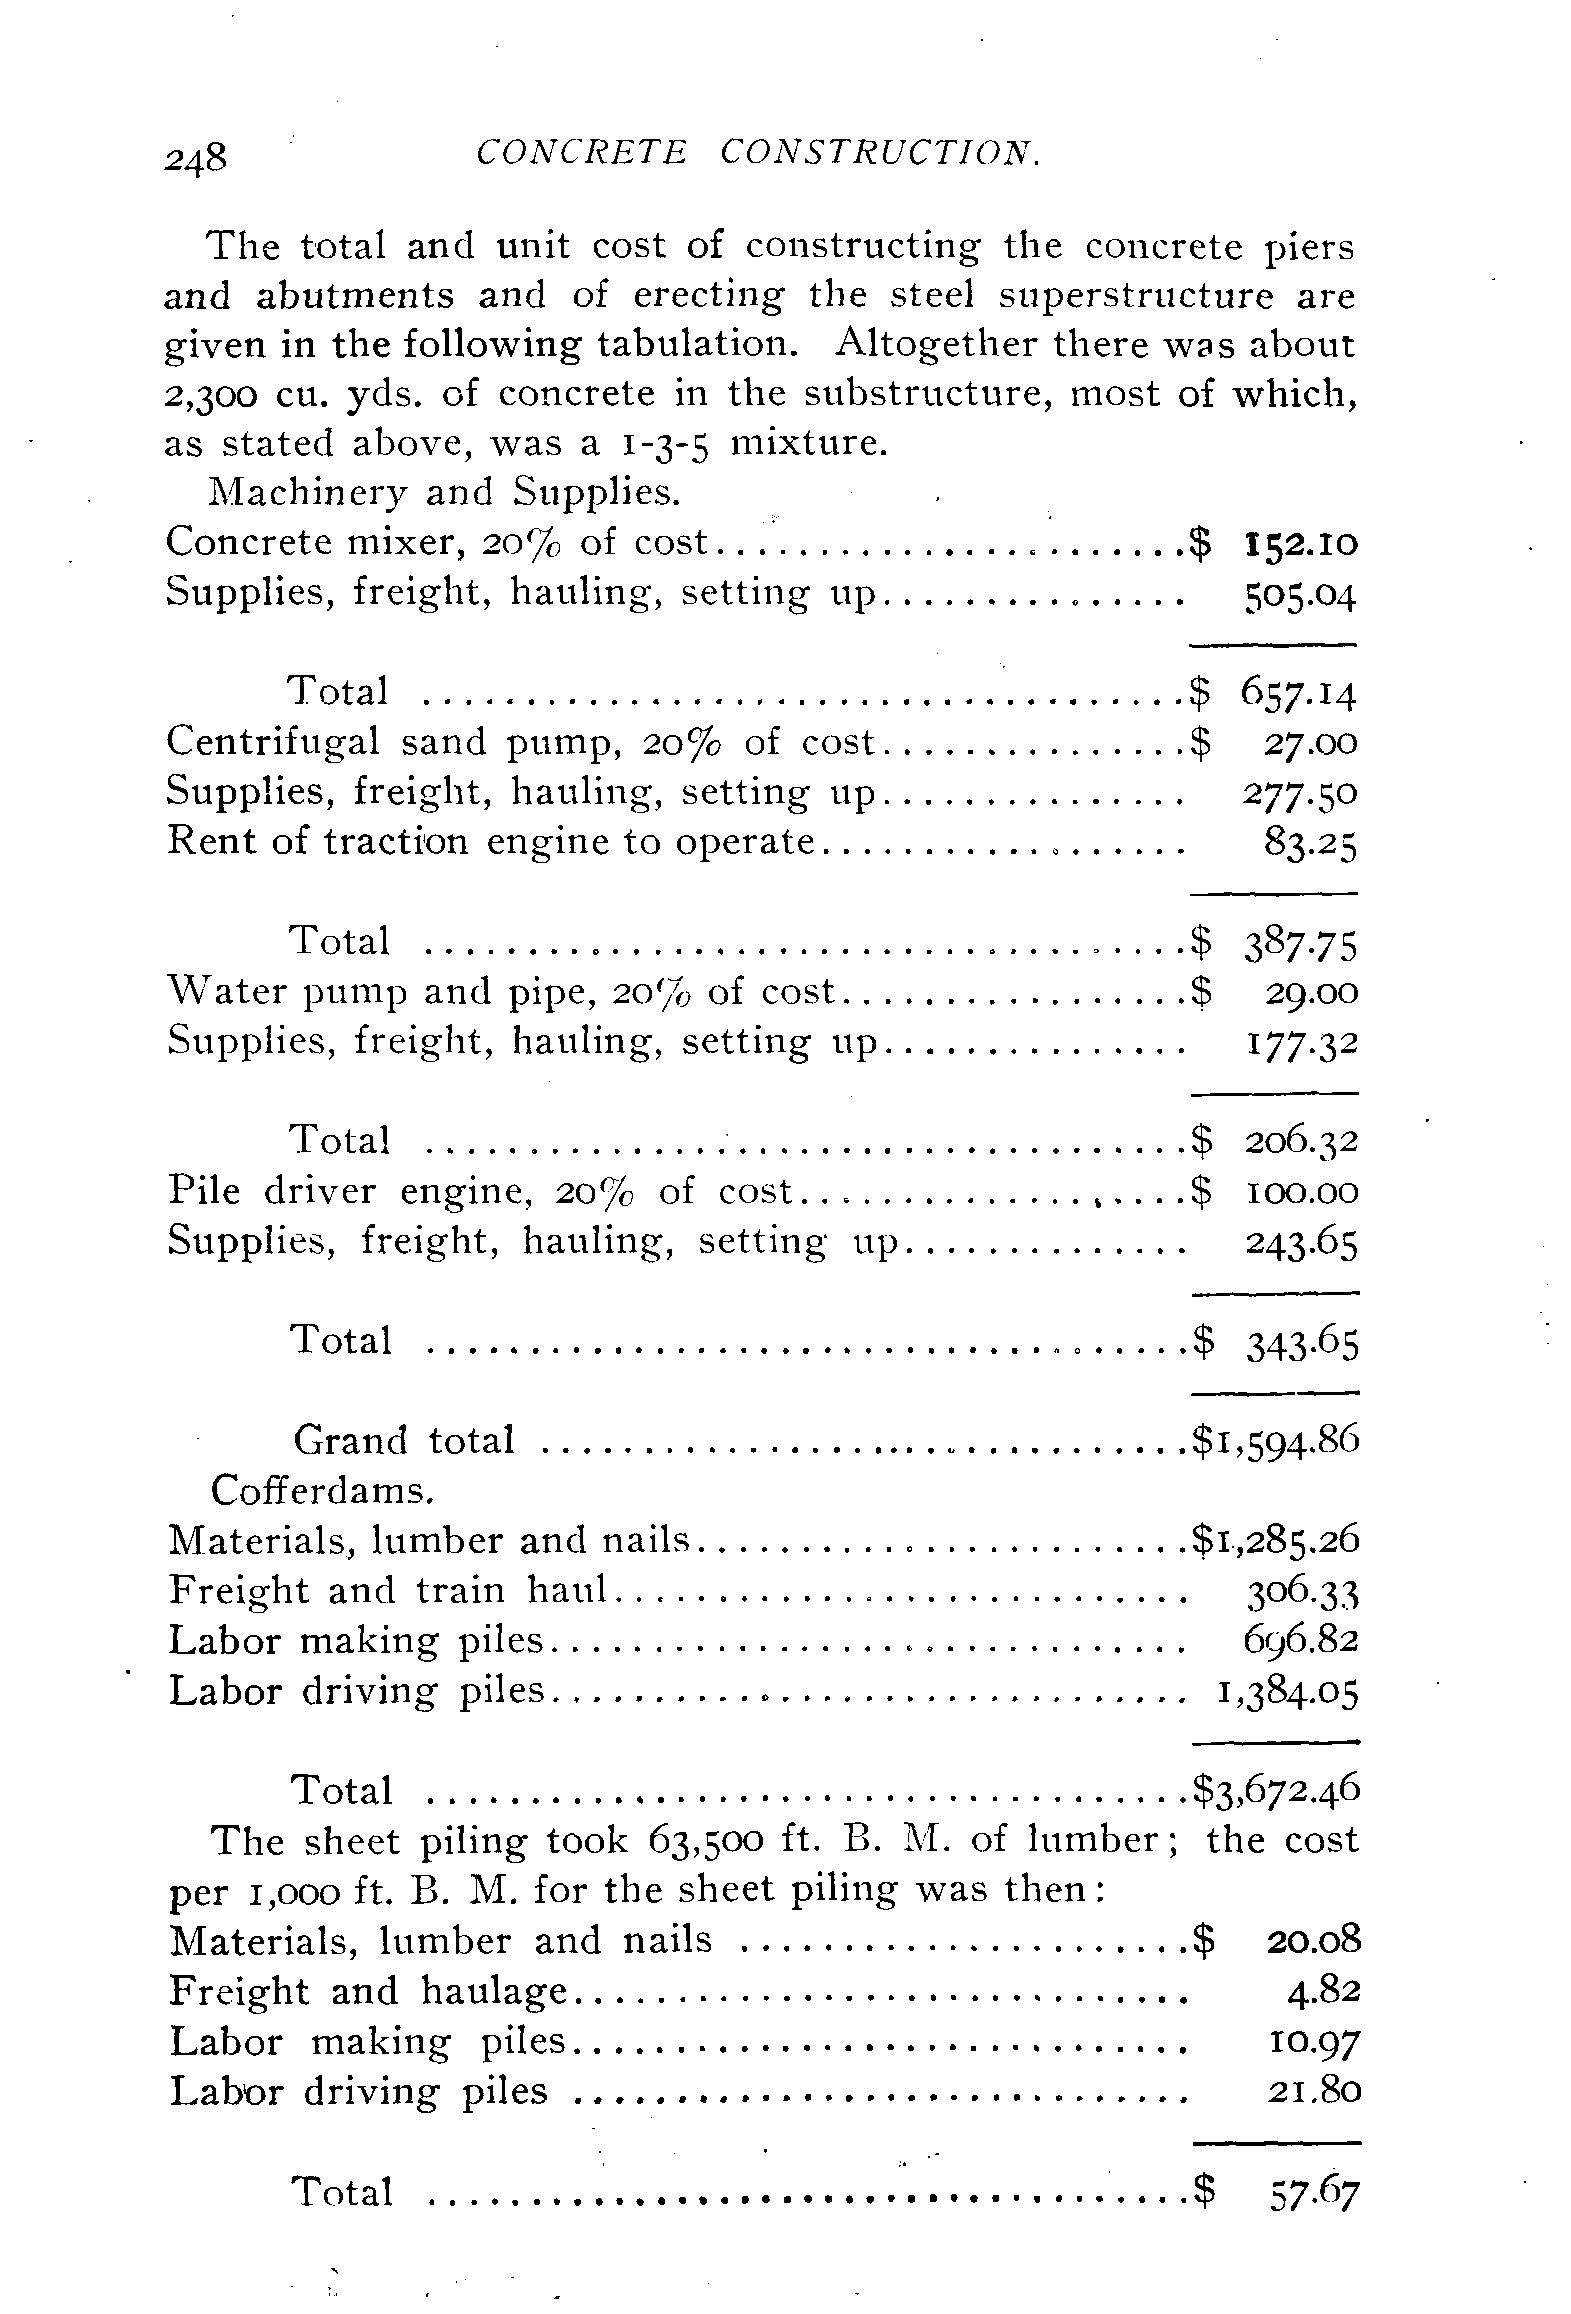 248 CONCRETE CONSTRUCTION.
The total and unit cost of constructing the concrete piers
and abutments and of erecting the steel superstructure are
given in the following tabulation. Altogether there was about
2,300 cu. yds. of concrete in the substructure, most of which,
as stated above, was a 1-3-5 mixture.
Machinery and Supplies.
Concrete mixer, 20% of cost.......................$ 152.10
Supplies, freight, hauling, setting up............... 505.04
Total .....................................$ 657.14
Centrifugal sand pump, 20% of cost...............$ 27.00
Supplies, freight, hauling, setting up............... 277.50
Rent of traction engine to operate.................. 83.25
Total .....................................$ 387.75
Water pump and pipe, 20% of cost.................$ 29.00
Supplies, freight, hauling, setting up............... 177.32
Total .....................................$ 206.32
Pile driver engine, 20% of cost...................$ 100.00
Supplies, freight, hauling, setting up.............. 243.65
Total .....................................$ 343.65
Grand total ...............................$1,594.86
Cofferdams.
Materials, lumber and nails........................$1,285.26
Freight and train haul............................ 306.33
Labor making piles............................... 696.82
Labor driving piles............................... 1,384.05
Total .....................................$3,672.46
The sheet piling took 63,500 ft. B. M. of lumber; the cost
per 1,000 ft. B. M. for the sheet piling was then:
Materials, lumber and nails ......................$ 20.08
Freight and haulage.............................. 4.82
Labor making piles.............................. 10.97
Labor driving piles .............................. 21.80
Total .....................................$ 57.67